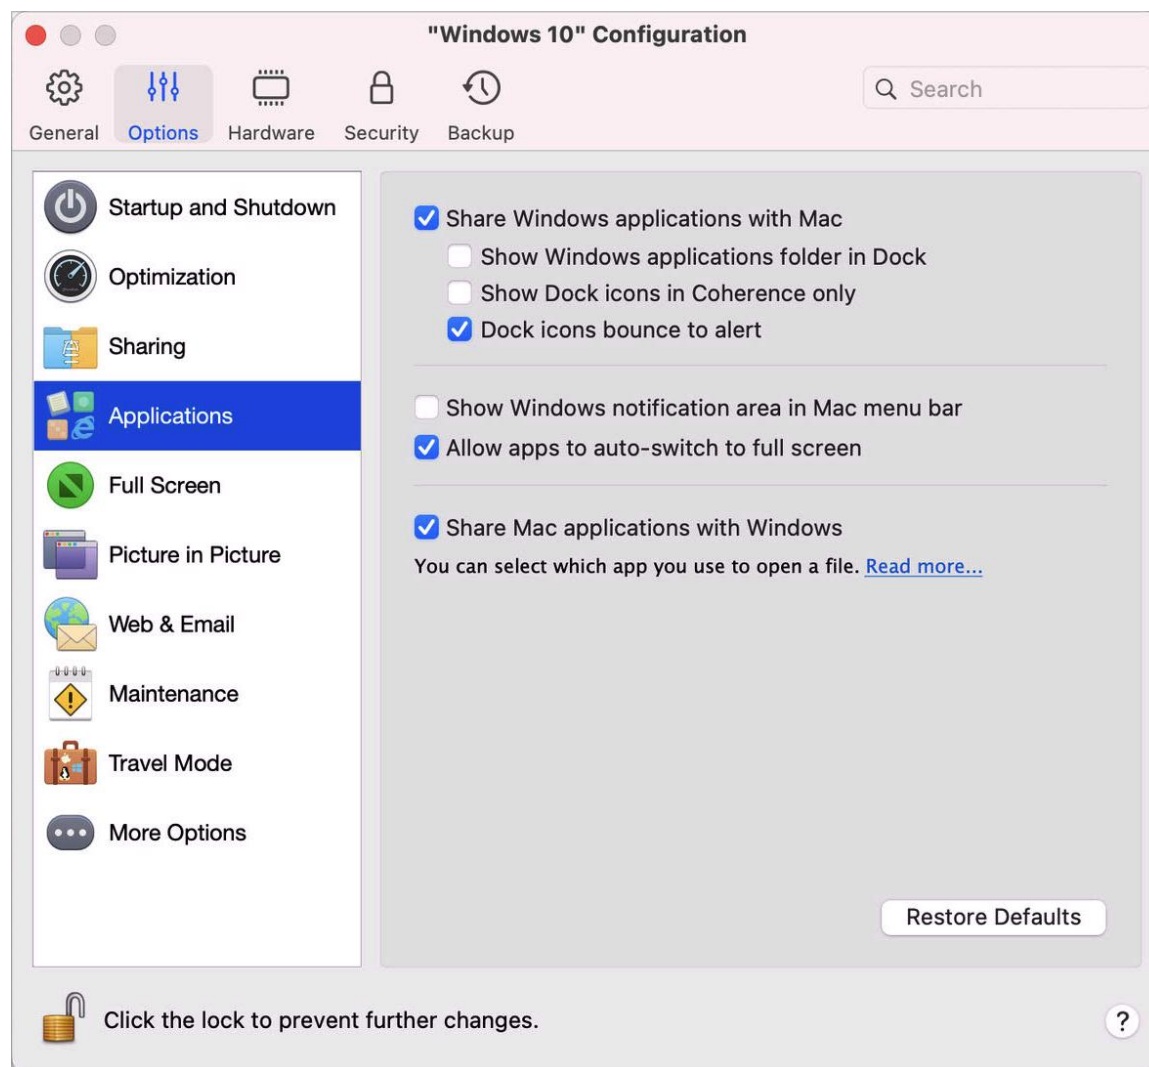 "Windows 10" Configuration
General Options Hardware Security Backup
Search
Startup and Shutdown
Optimization
Sharing
Applications
Full Screen
Picture in Picture
Web & Email
Maintenance
Travel Mode
More Options
Share Windows applications with Mac
Show Windows applications folder in Dock
Show Dock icons in Coherence only
Dock icons bounce to alert
Show Windows notification area in Mac menu bar
Allow apps to auto-switch to full screen
Share Mac applications with Windows
You can select which app you use to open a file. Read more...
Restore Defaults
Click the lock to prevent further changes.
?